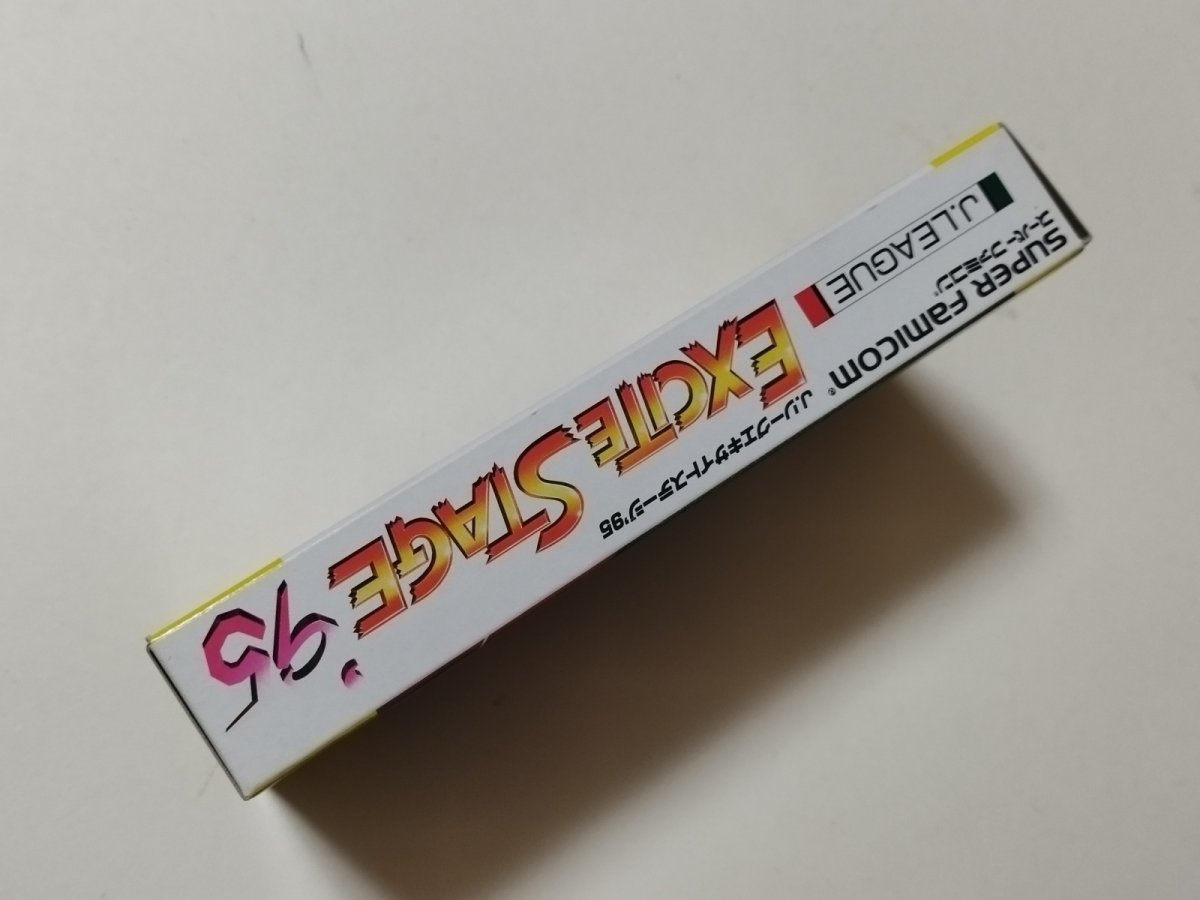 SUPER FAMICOM®
スーパーファミコン®
J.LEAGUE
EXCITE STAGE '95
J.リーグエキサイトステージ'95